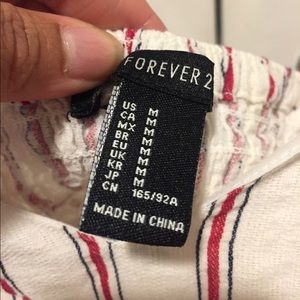 FOREVER 2
US M
CA M
MX M
BR M
EU M
UK M
KR M
JP M
CN 165/92A
MADE IN CHINA